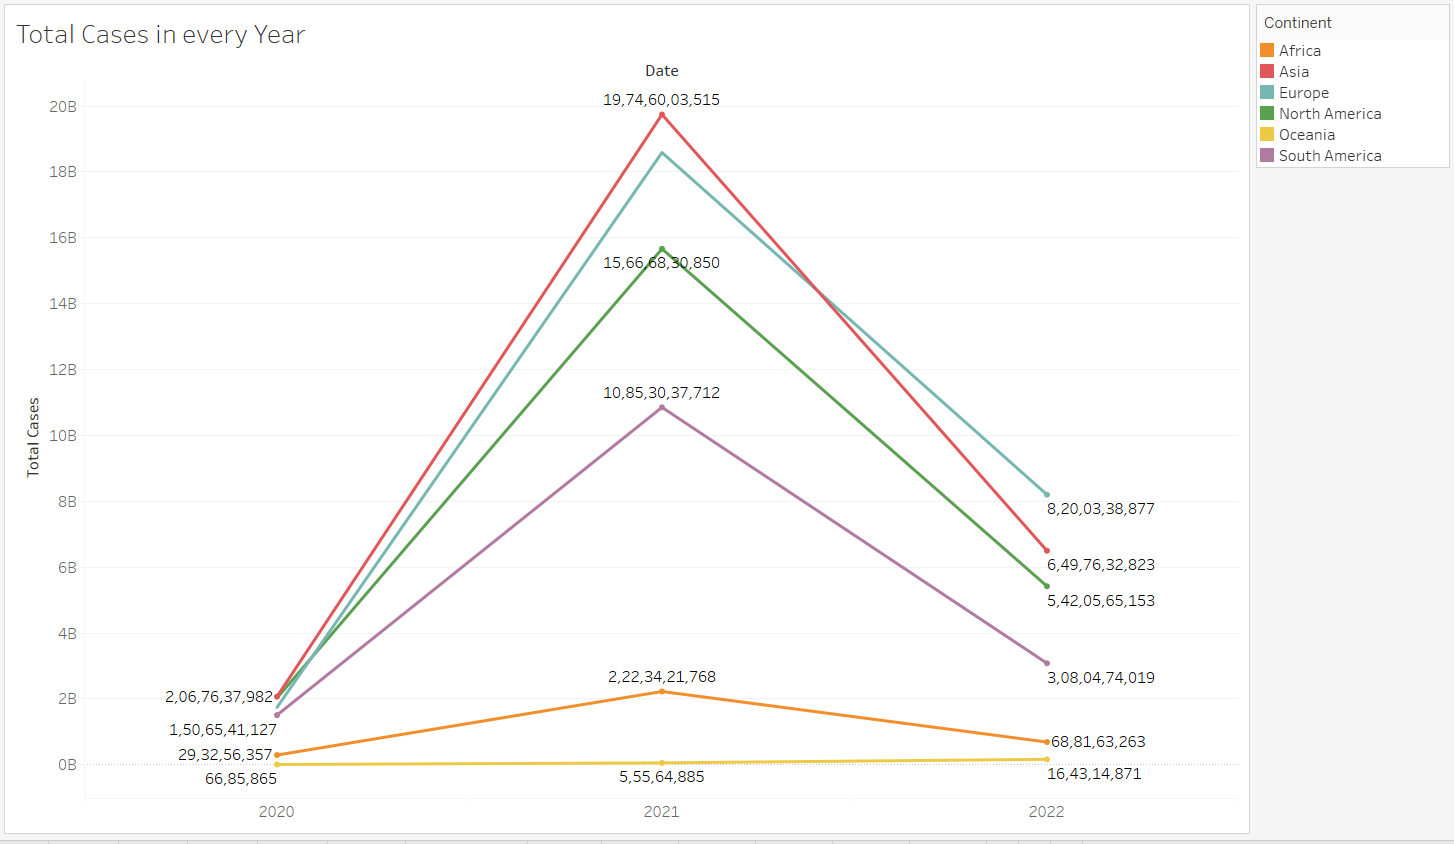 Total Cases in every Year
Continent
Africa
Asia
Europe
North America
Oceania
South America
Date
19,74,60,03,515
20B
18B
16B
15,66,68,30,850
14B
12B
10,85,30,37,712
10B
Total Cases
8B
8,20,03,38,877
6B
6,49,76,32,823
5,42,05,65,153
4B
2,22,34,21,768
3,08,04,74,019
2,06,76,37,982
2B
1,50,65,41,127
68,81,63,263
29,32,56,357
0B
66,85,865
5,55,64,885
16,43,14,871
2020
2021
2022